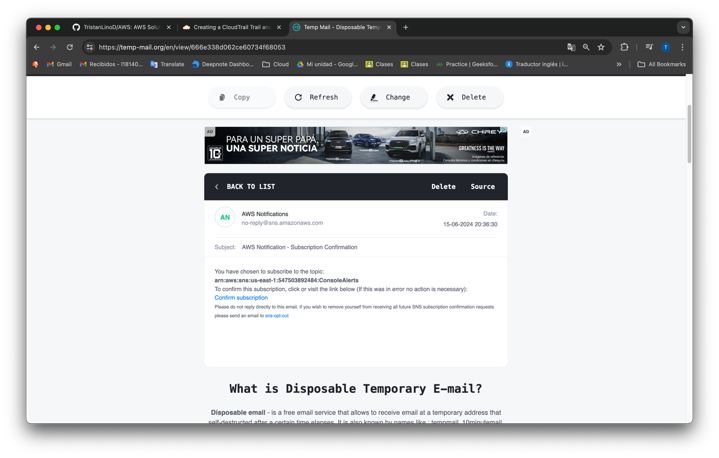 TristanLinoD/AWS: AWS Solu
Creating a CloudTrail Trail an
Temp Mail - Disposable Temp
https://temp-mail.org/en/view/666e338d062ce60734f68053
T
Gmail
Recibidos - l18140...
Translate
Deepnote Dashbo...
Cloud
Mi unidad - Googl...
Clases
Clases
Practice | Geeksfo...
Traductor inglés | i...
All Bookmarks
Copy
Refresh
Change
Delete
AD
PARA UN SUPER PAPÁ,
UNA SUPER NOTICIA
10
CHERY
GREATNESS IS THE WAY
AD
BACK TO LIST
Delete
Source
AN
AWS Notifications
no-reply@sns.amazonaws.com
Date:
15-06-2024 20:36:30
Subject: AWS Notification - Subscription Confirmation
You have chosen to subscribe to the topic:
arn:aws:sns:us-east-1:547503892484:ConsoleAlerts
To confirm this subscription, click or visit the link below (If this was in error no action is necessary):
Confirm subscription
Please do not reply directly to this email. If you wish to remove yourself from receiving all future SNS subscription confirmation requests
please send an email to sns-opt-out
What is Disposable Temporary E-mail?
Disposable email - is a free email service that allows to receive email at a temporary address that
self-destructed after a certain time elapses. It is also known by names like : tempmail, 10minutemail,